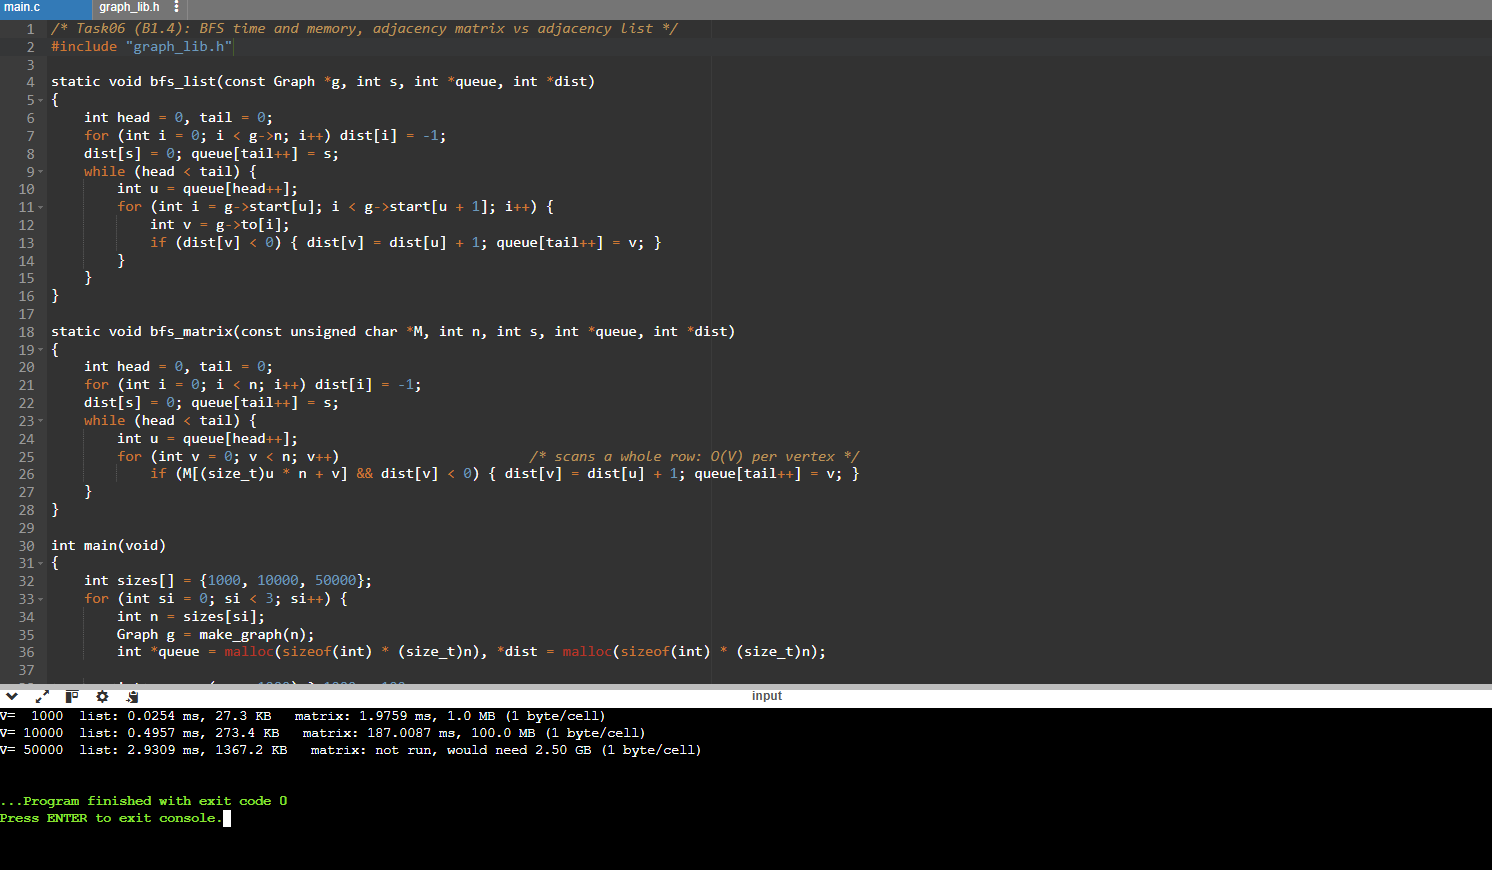 main.c graph_lib.h
1 /* Task06 (B1.4): BFS time and memory, adjacency matrix vs adjacency list */
2 #include "graph_lib.h"
3
4 static void bfs_list(const Graph *g, int s, int *queue, int *dist)
5 {
6 int head = 0, tail = 0;
7 for (int i = 0; i < g->n; i++) dist[i] = -1;
8 dist[s] = 0; queue[tail++] = s;
9 while (head < tail) {
10 int u = queue[head++];
11 for (int i = g->start[u]; i < g->start[u + 1]; i++) {
12 int v = g->to[i];
13 if (dist[v] < 0) { dist[v] = dist[u] + 1; queue[tail++] = v; }
14 }
15 }
16 }
17
18 static void bfs_matrix(const unsigned char *M, int n, int s, int *queue, int *dist)
19 {
20 int head = 0, tail = 0;
21 for (int i = 0; i < n; i++) dist[i] = -1;
22 dist[s] = 0; queue[tail++] = s;
23 while (head < tail) {
24 int u = queue[head++];
25 for (int v = 0; v < n; v++) /* scans a whole row: O(V) per vertex */
26 if (M[(size_t)u * n + v] && dist[v] < 0) { dist[v] = dist[u] + 1; queue[tail++] = v; }
27 }
28 }
29
30 int main(void)
31 {
32 int sizes[] = {1000, 10000, 50000};
33 for (int si = 0; si < 3; si++) {
34 int n = sizes[si];
35 Graph g = make_graph(n);
36 int *queue = malloc(sizeof(int) * (size_t)n), *dist = malloc(sizeof(int) * (size_t)n);
37
input
V= 1000 list: 0.0254 ms, 27.3 KB matrix: 1.9759 ms, 1.0 MB (1 byte/cell)
V= 10000 list: 0.4957 ms, 273.4 KB matrix: 187.0087 ms, 100.0 MB (1 byte/cell)
V= 50000 list: 2.9309 ms, 1367.2 KB matrix: not run, would need 2.50 GB (1 byte/cell)
...Program finished with exit code 0
Press ENTER to exit console.